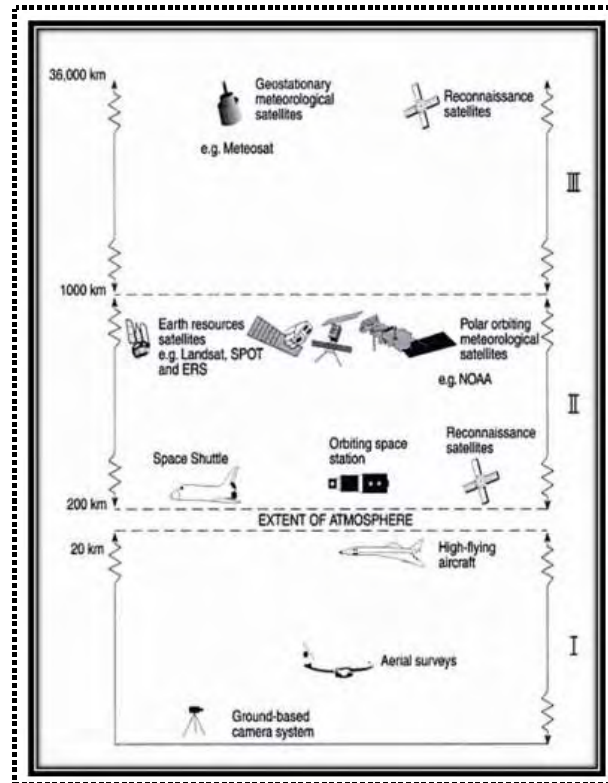 36,000 km
Geostationary
meteorological
satellites
e.g. Meteosat
Reconnaissance
satellites
III
1000 km
Earth resources
satellites
e.g. Landsat, SPOT
and ERS
Polar orbiting
meteorological
satellites
e.g. NOAA
II
Space Shuttle
Orbiting space
station
Reconnaissance
satellites
200 km
EXTENT OF ATMOSPHERE
20 km
High-flying
aircraft
I
Aerial surveys
Ground-based
camera system